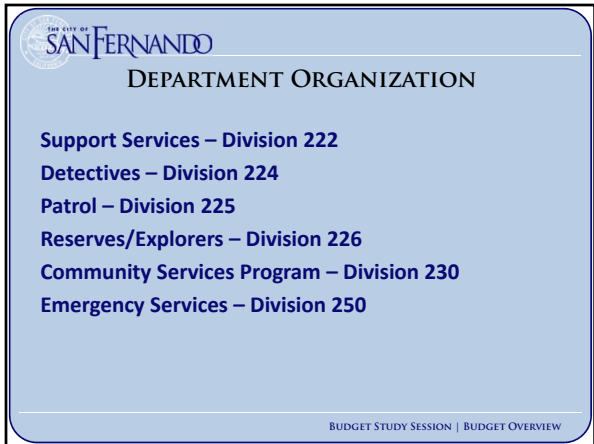 THE CITY OF
SAN FERNANDO
DEPARTMENT ORGANIZATION
Support Services – Division 222
Detectives – Division 224
Patrol – Division 225
Reserves/Explorers – Division 226
Community Services Program – Division 230
Emergency Services – Division 250
BUDGET STUDY SESSION | BUDGET OVERVIEW